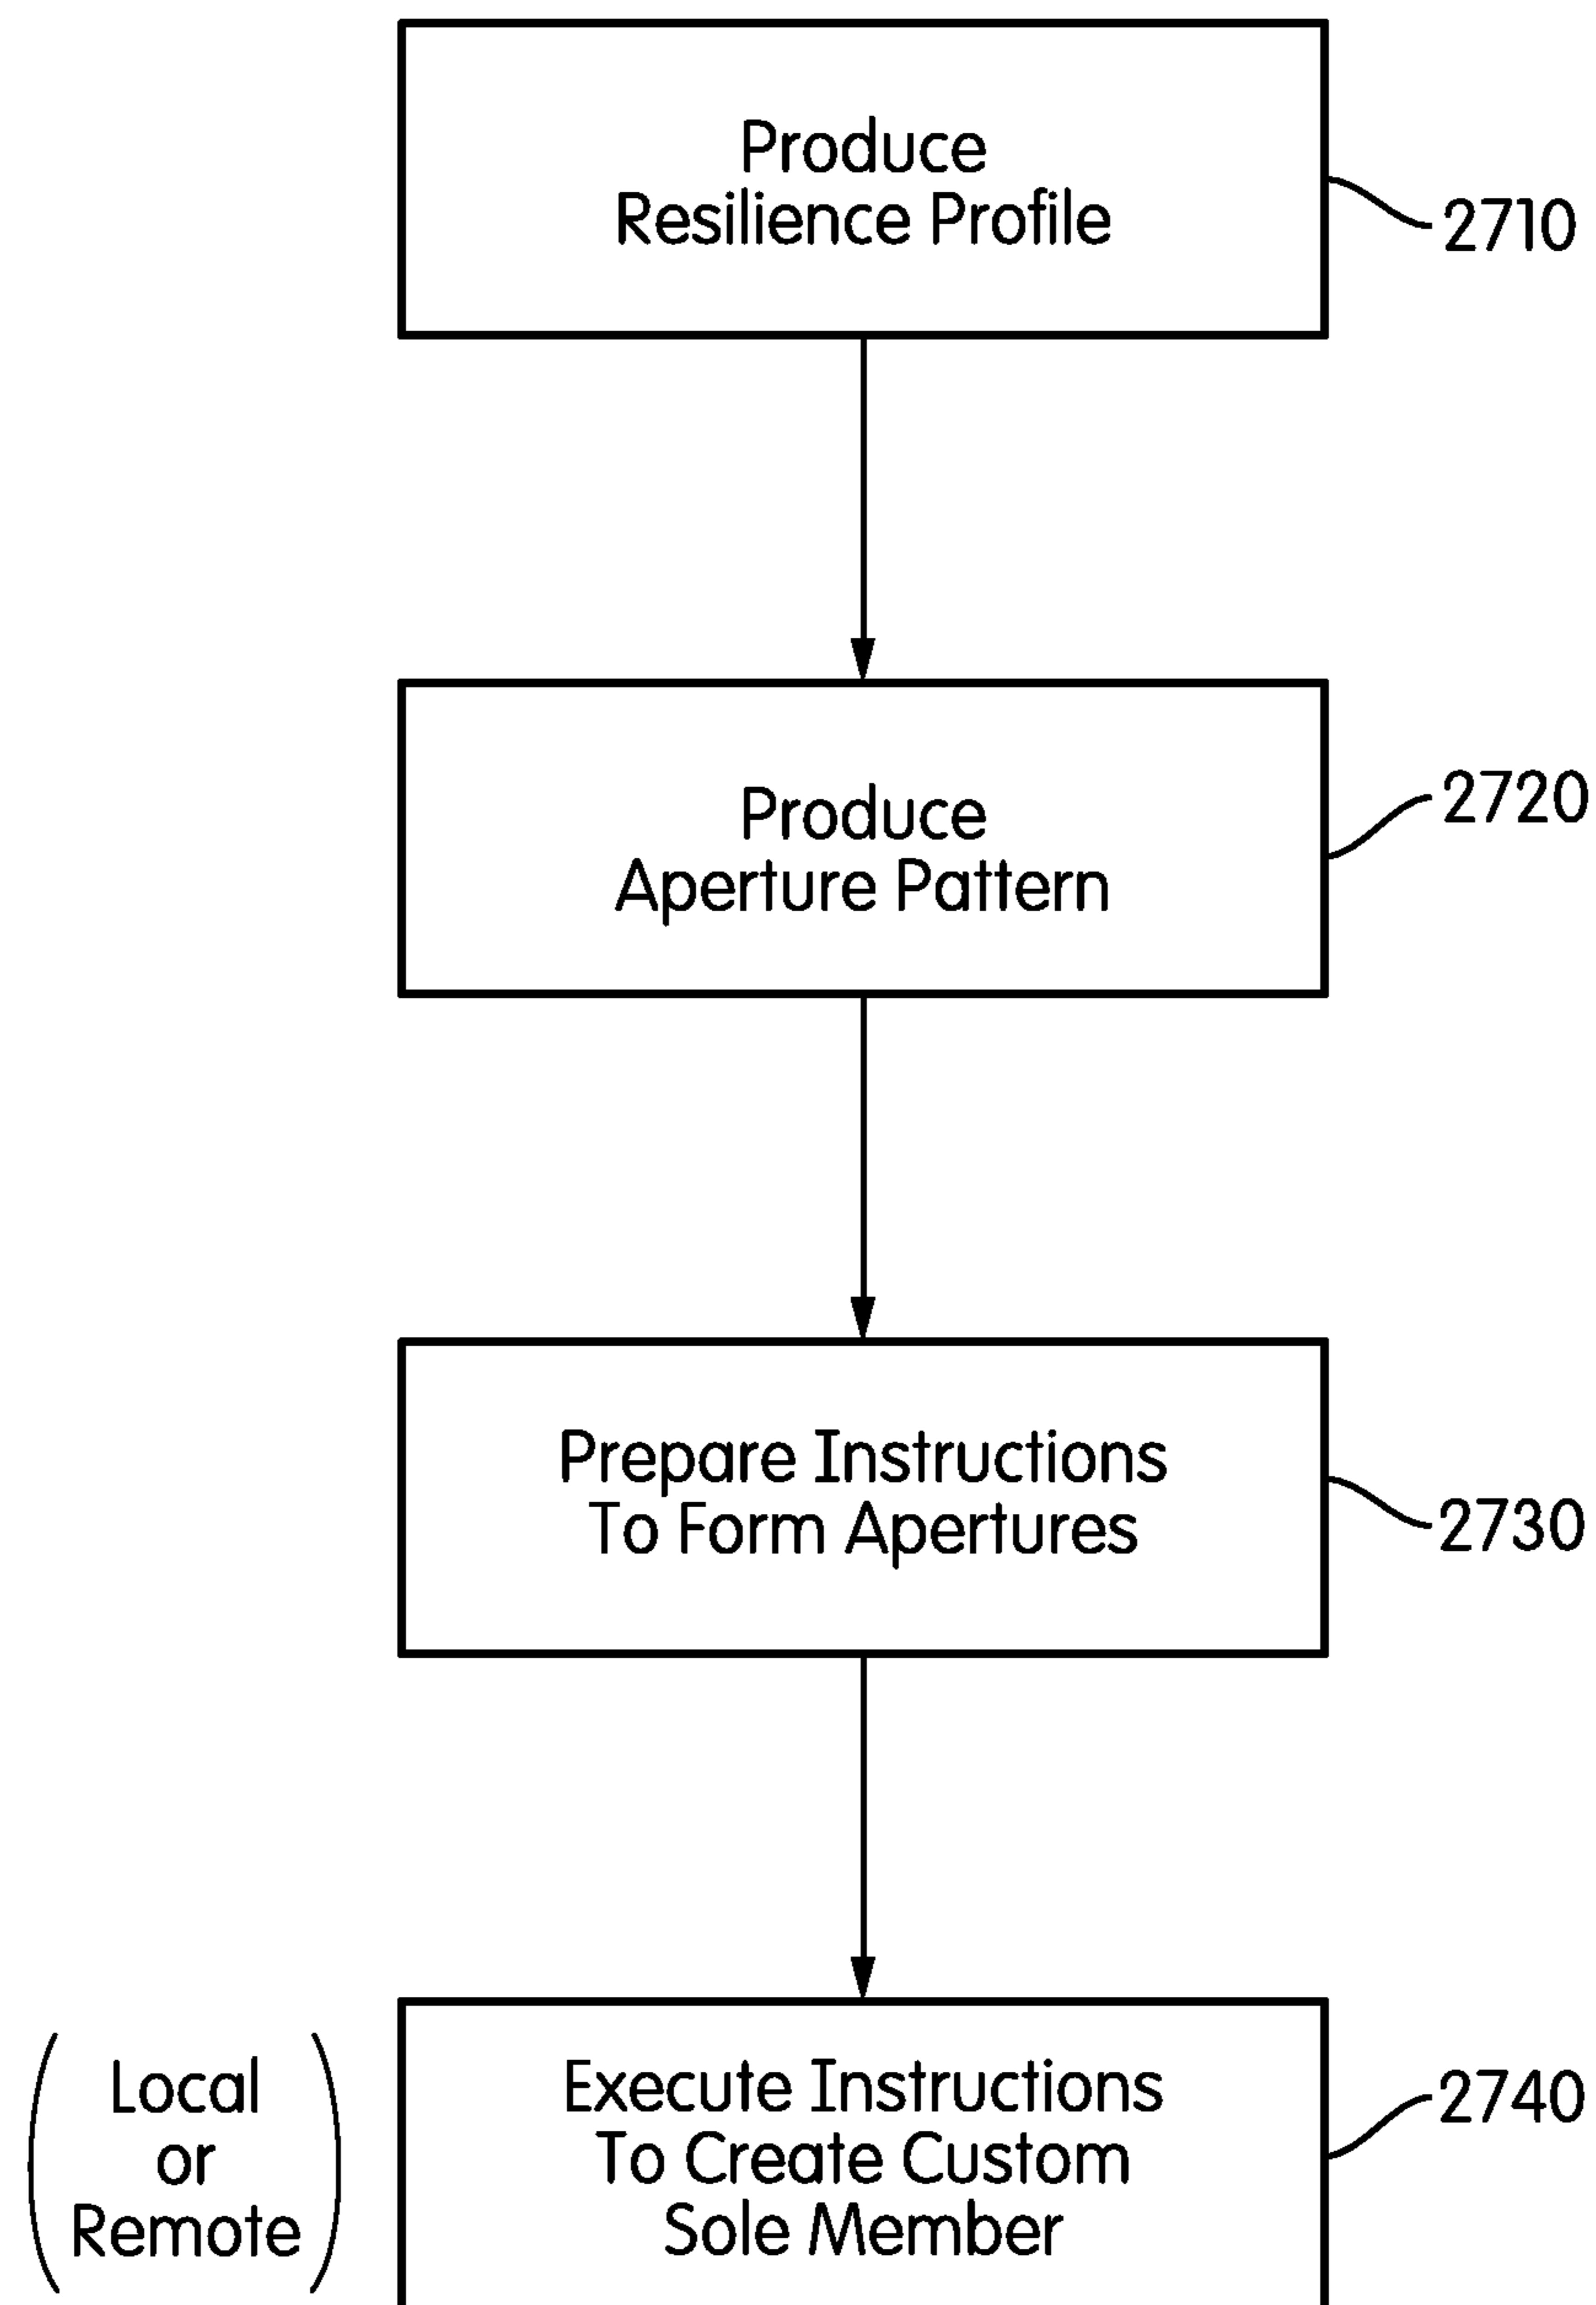 Produce
Resilience Profile
2710
Produce
Aperture Pattern
2720
Prepare Instructions
To Form Apertures
2730
Local
or
Remote
Execute Instructions
To Create Custom
Sole Member
2740